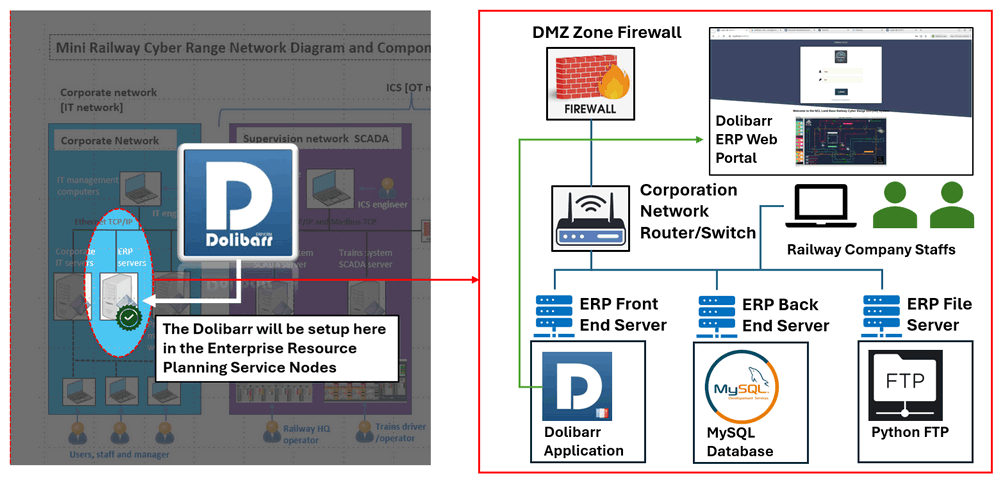 Mini Railway Cyber Range Network Diagram and Compon
Corporate network
[IT network]
ICS [OT n
Corporate Network
Supervision network SCADA
IT management
computers
IT eng
ICS engineer
Ethernet TCP/IP
Corporate
IT servers
ERP
servers
Trains system
SCADA server
Dolibarr
The Dolibarr will be setup here
in the Enterprise Resource
Planning Service Nodes
Users, staff and manager
Railway HQ
operator
Trains driver
/operator
DMZ Zone Firewall
FIREWALL
Dolibarr
ERP Web
Portal
Corporation
Network
Router/Switch
Railway Company Staffs
ERP Front
End Server
ERP Back
End Server
ERP File
Server
D
Dolibarr
Application
MySQL
MySQL
Database
FTP
Python FTP